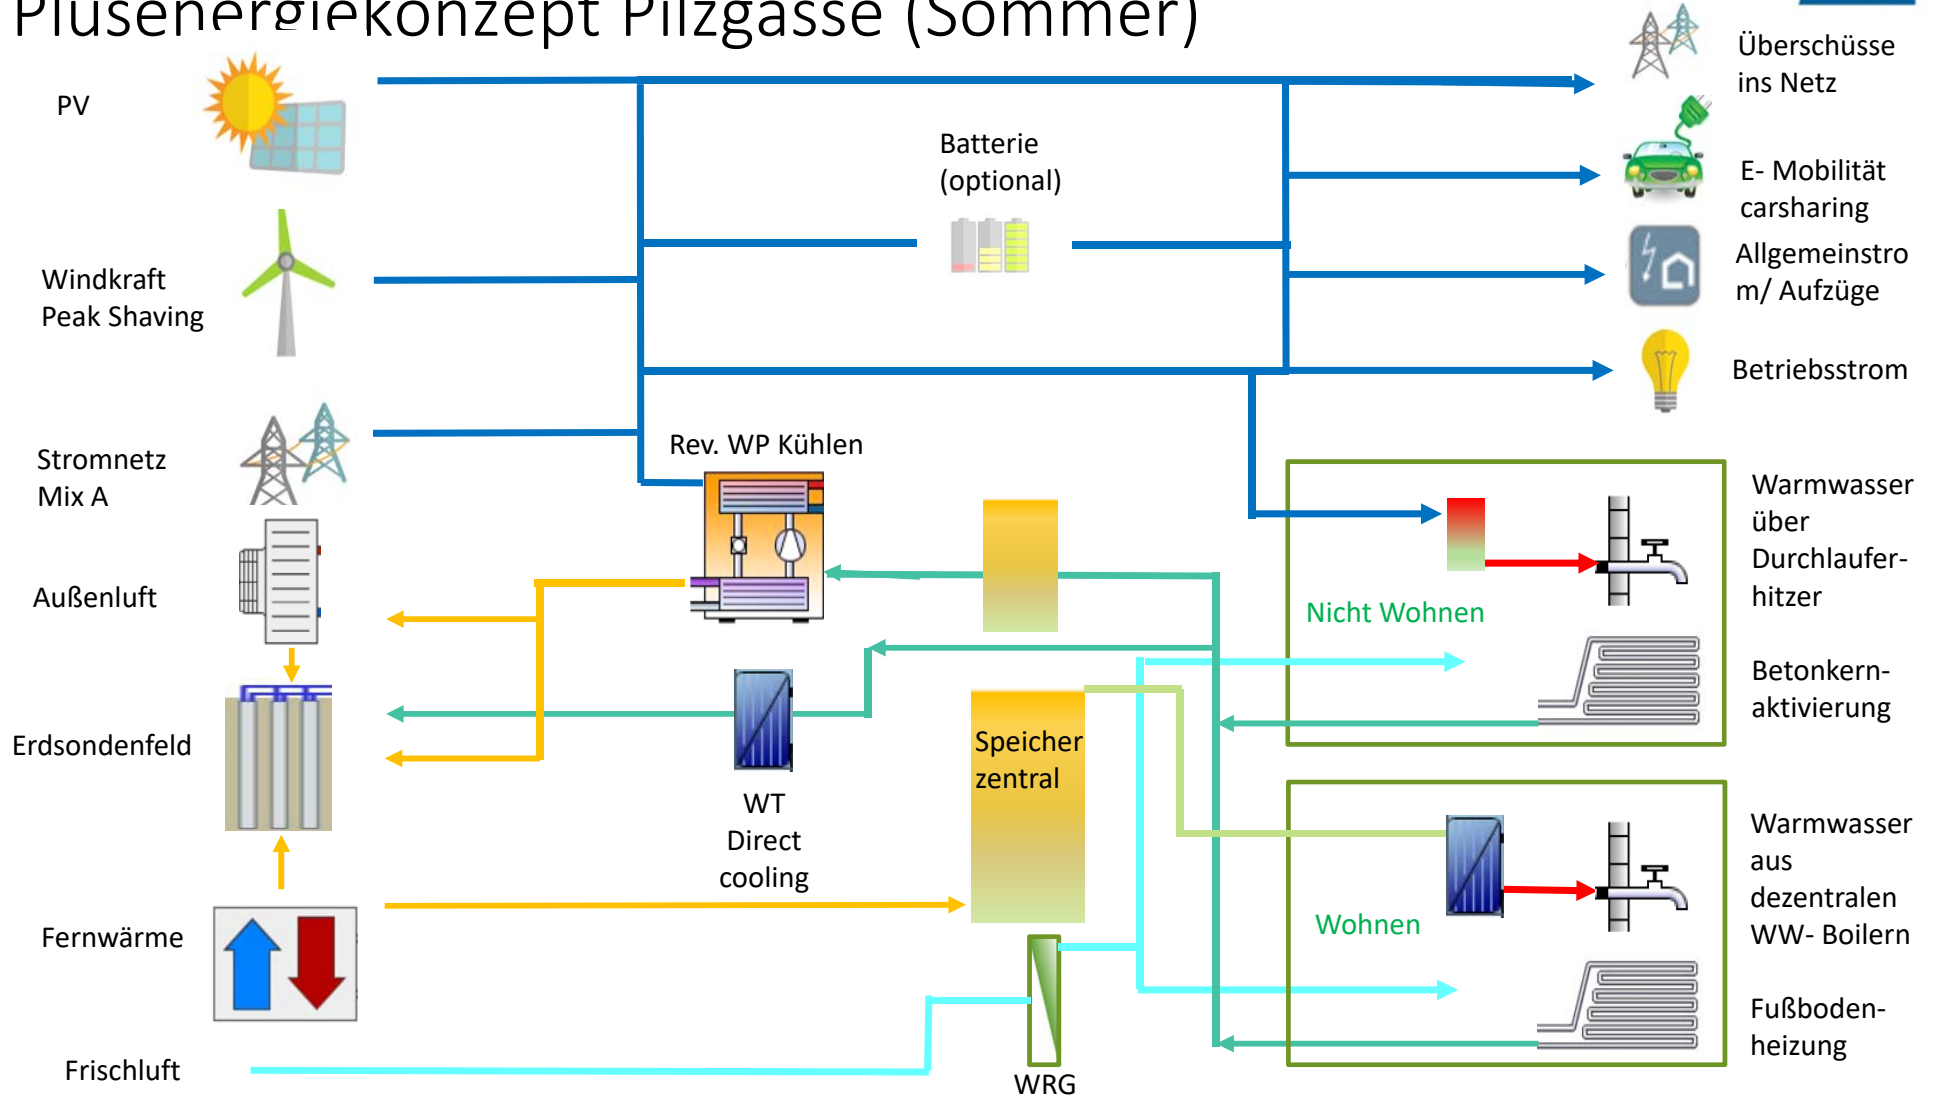 Plusenergiekonzept Pilzgasse (Sommer)
PV
Windkraft
Peak Shaving
Stromnetz
Mix A
Außenluft
Erdsondenfeld
Fernwärme
Frischluft
Batterie
(optional)
Rev. WP Kühlen
WT
Direct
cooling
Speicher
zentral
WRG
Nicht Wohnen
Wohnen
Überschüsse
ins Netz
E- Mobilität
carsharing
Allgemeinstro
m/ Aufzüge
Betriebsstrom
Warmwasser
über
Durchlaufer-
hitzer
Betonkern-
aktivierung
Warmwasser
aus
dezentralen
WW- Boilern
Fußboden-
heizung